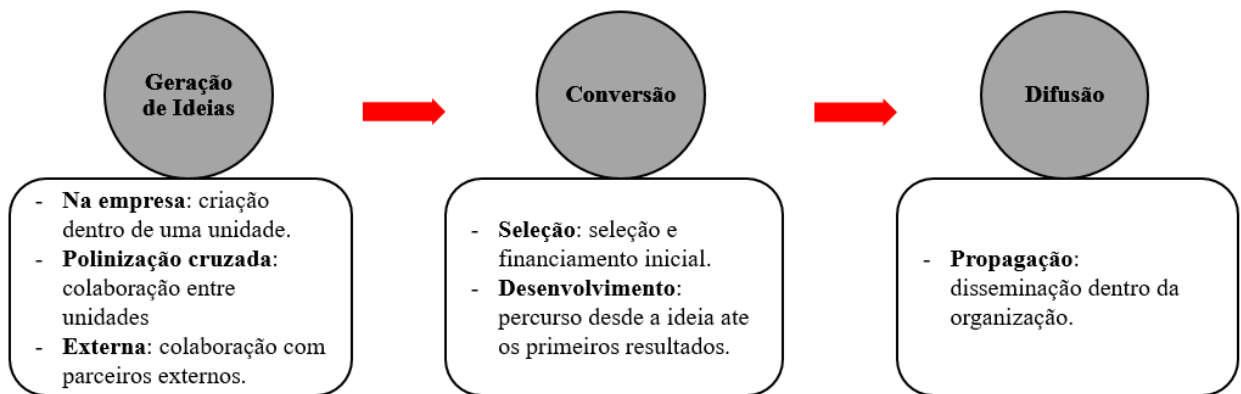 Geração
de Ideias
- Na empresa: criação
dentro de uma unidade.
- Polinização cruzada:
colaboração entre
unidades
- Externa: colaboração com
parceiros externos.
Conversão
- Seleção: seleção e
financiamento inicial.
- Desenvolvimento:
percurso desde a ideia ate
os primeiros resultados.
Difusão
- Propagação:
disseminação dentro da
organização.